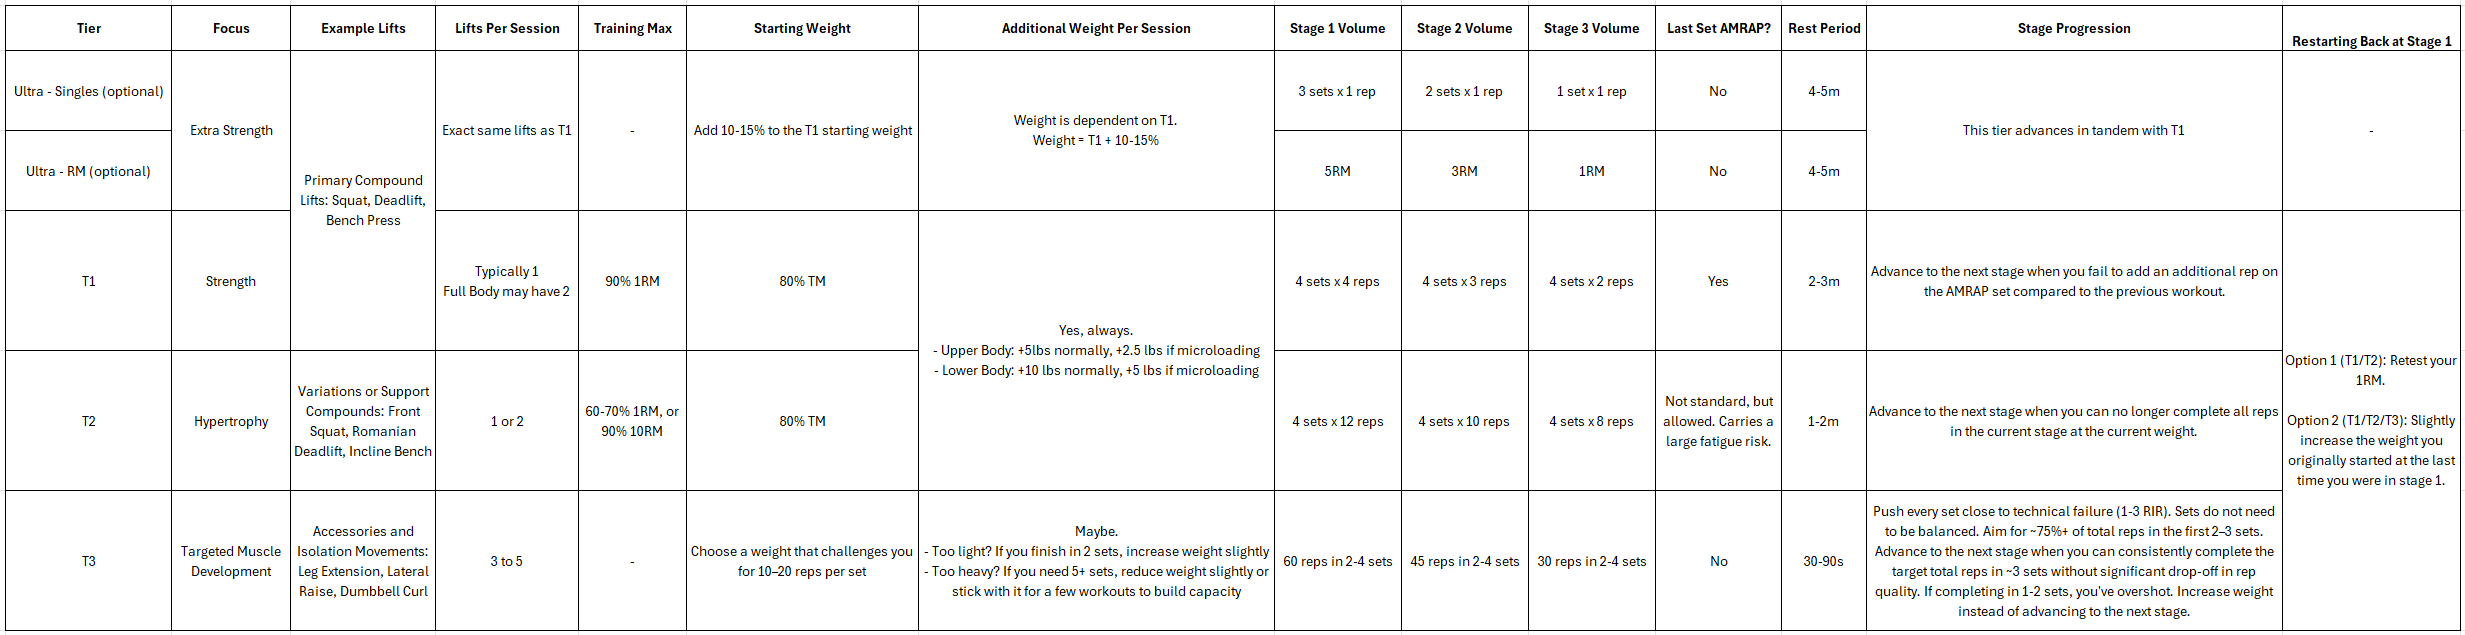 Tier
Focus
Example Lifts
Lifts Per Session
Training Max
Starting Weight
Additional Weight Per Session
Stage 1 Volume
Stage 2 Volume
Stage 3 Volume
Last Set AMRAP?
Rest Period
Stage Progression
Restarting Back at Stage 1
Ultra - Singles (optional)
Ultra - RM (optional)
Extra Strength
Primary Compound
Lifts: Squat, Deadlift,
Bench Press
Exact same lifts as T1
-
Add 10-15% to the T1 starting weight
Weight is dependent on T1.
Weight = T1 + 10-15%
3 sets x 1 rep
2 sets x 1 rep
1 set x 1 rep
No
4-5m
5RM
3RM
1RM
No
4-5m
This tier advances in tandem with T1
-
T1
Strength
Typically 1
Full Body may have 2
90% 1RM
80% TM
Yes, always.
- Upper Body: +5lbs normally, +2.5 lbs if microloading
- Lower Body: +10 lbs normally, +5 lbs if microloading
4 sets x 4 reps
4 sets x 3 reps
4 sets x 2 reps
Yes
2-3m
Advance to the next stage when you fail to add an additional rep on
the AMRAP set compared to the previous workout.
Option 1 (T1/T2): Retest your
1RM.
Option 2 (T1/T2/T3): Slightly
increase the weight you
originally started at the last
time you were in stage 1.
T2
Hypertrophy
Variations or Support
Compounds: Front
Squat, Romanian
Deadlift, Incline Bench
1 or 2
60-70% 1RM, or
90% 10RM
80% TM
4 sets x 12 reps
4 sets x 10 reps
4 sets x 8 reps
Not standard, but
allowed. Carries a
large fatigue risk.
1-2m
Advance to the next stage when you can no longer complete all reps
in the current stage at the current weight.
T3
Targeted Muscle
Development
Accessories and
Isolation Movements:
Leg Extension, Lateral
Raise, Dumbbell Curl
3 to 5
-
Choose a weight that challenges you
for 10–20 reps per set
Maybe.
- Too light? If you finish in 2 sets, increase weight slightly
- Too heavy? If you need 5+ sets, reduce weight slightly or
stick with it for a few workouts to build capacity
60 reps in 2-4 sets
45 reps in 2-4 sets
30 reps in 2-4 sets
No
30-90s
Push every set close to technical failure (1-3 RIR). Sets do not need
to be balanced. Aim for ~75%+ of total reps in the first 2–3 sets.
Advance to the next stage when you can consistently complete the
target total reps in ~3 sets without significant drop-off in rep
quality. If completing in 1-2 sets, you've overshot. Increase weight
instead of advancing to the next stage.